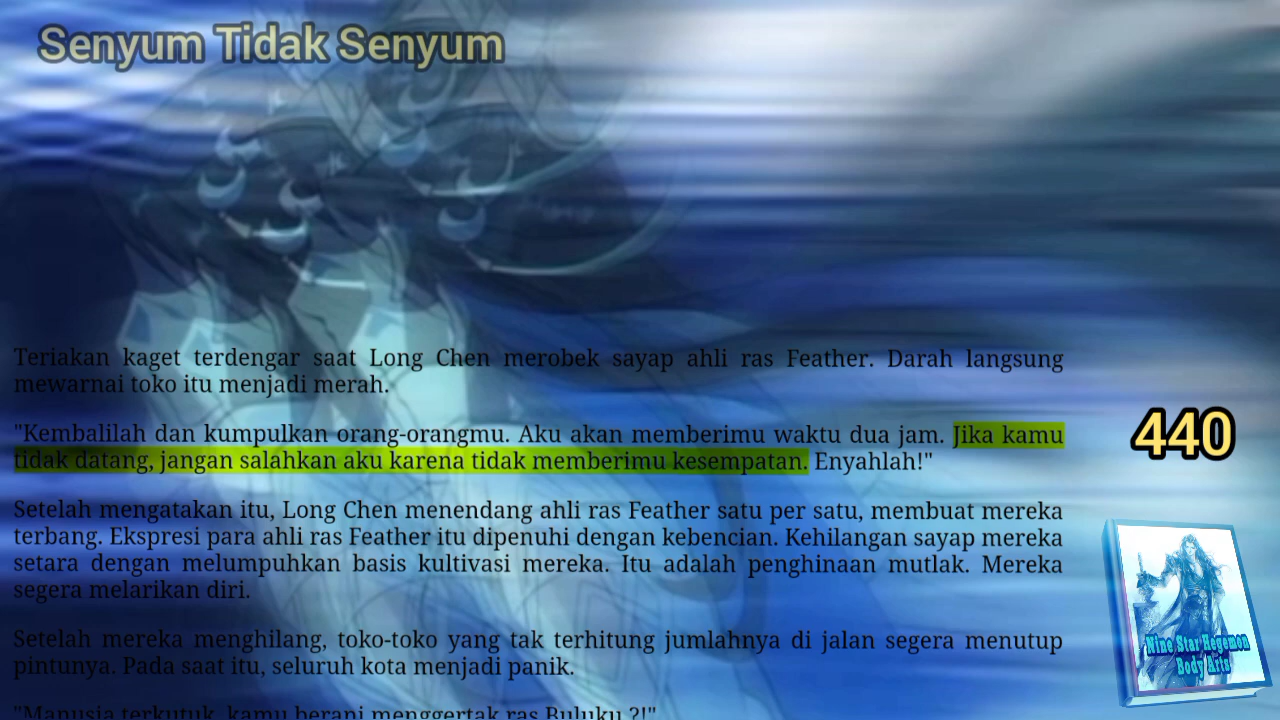 Senyum Tidak Senyum
Teriakan kaget terdengar saat Long Chen merobek sayap ahli ras Feather. Darah langsung
mewarnai toko itu menjadi merah.
"Kembalilah dan kumpulkan orang-orangmu. Aku akan memberimu waktu dua jam. Jika kamu
tidak datang, jangan salahkan aku karena tidak memberimu kesempatan. Enyahlah!"
Setelah mengatakan itu, Long Chen menendang ahli ras Feather satu per satu, membuat mereka
terbang. Ekspresi para ahli ras Feather itu dipenuhi dengan kebencian. Kehilangan sayap mereka
setara dengan melumpuhkan basis kultivasi mereka. Itu adalah penghinaan mutlak. Mereka
segera melarikan diri.
Setelah mereka menghilang, toko-toko yang tak terhitung jumlahnya di jalan segera menutup
pintunya. Pada saat itu, seluruh kota menjadi panik.
"Manusia terkutuk, kamu berani menggertak ras Buluku ?!"
440
Nine Star Hegemon
Body Arts